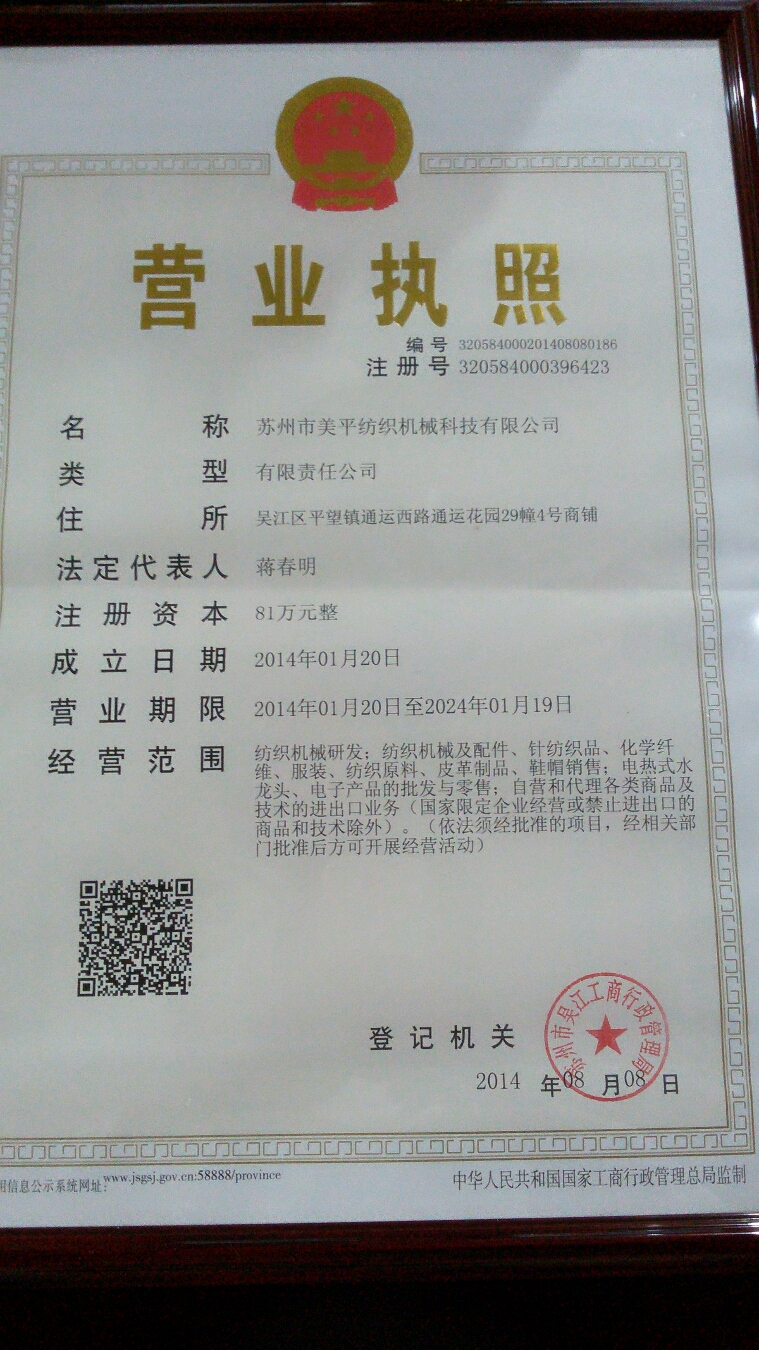 营业执照
编号 320584000201408080186
注册号 320584000396423
名称 苏州市美平纺织机械科技有限公司
类型 有限责任公司
住所 吴江区平望镇通运西路通运花园29幢4号商铺
法定代表人 蒋春明
注册资本 81万元整
成立日期 2014年01月20日
营业期限 2014年01月20日至2024年01月19日
经营范围 纺织机械研发；纺织机械及配件、针纺织品、化学纤
维、服装、纺织原料、皮革制品、鞋帽销售；电热式水
龙头、电子产品的批发与零售；自营和代理各类商品及
技术的进出口业务（国家限定企业经营或禁止进出口的
商品和技术除外）。（依法须经批准的项目，经相关部
门批准后方可开展经营活动）
登记机关
苏州市吴江工商行政管理局
2014 年08 月08 日
用信息公示系统网址：www.jsgsj.gov.cn:58888/province
中华人民共和国国家工商行政管理总局监制